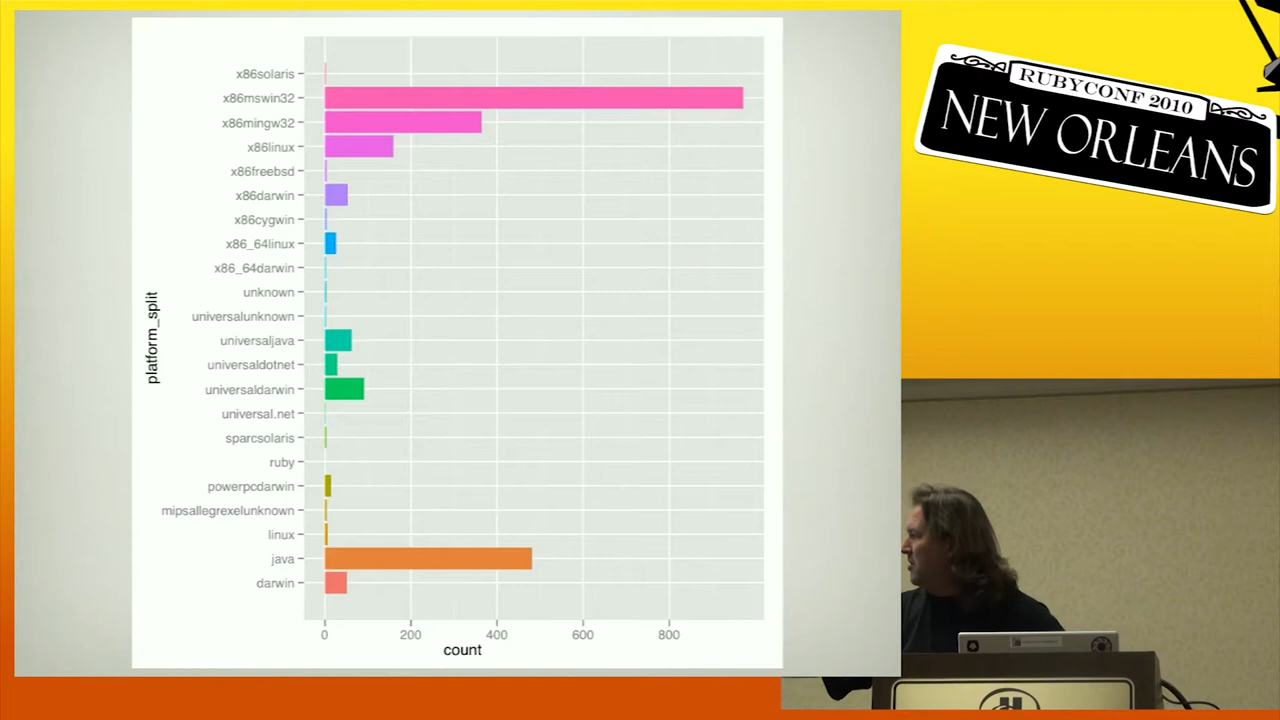 x86solaris
x86mswin32
x86mingw32
x86linux
x86freebsd
x86darwin
x86cygwin
x86_64linux
x86_64darwin
unknown
universalunknown
universaljava
universaldotnet
universaldarwin
universal.net
sparcsolaris
ruby
powerpcdarwin
mipsallegrexelunknown
linux
java
darwin
platform_split
0
200
400
600
800
count
RUBYCONF 2010
NEW ORLEANS